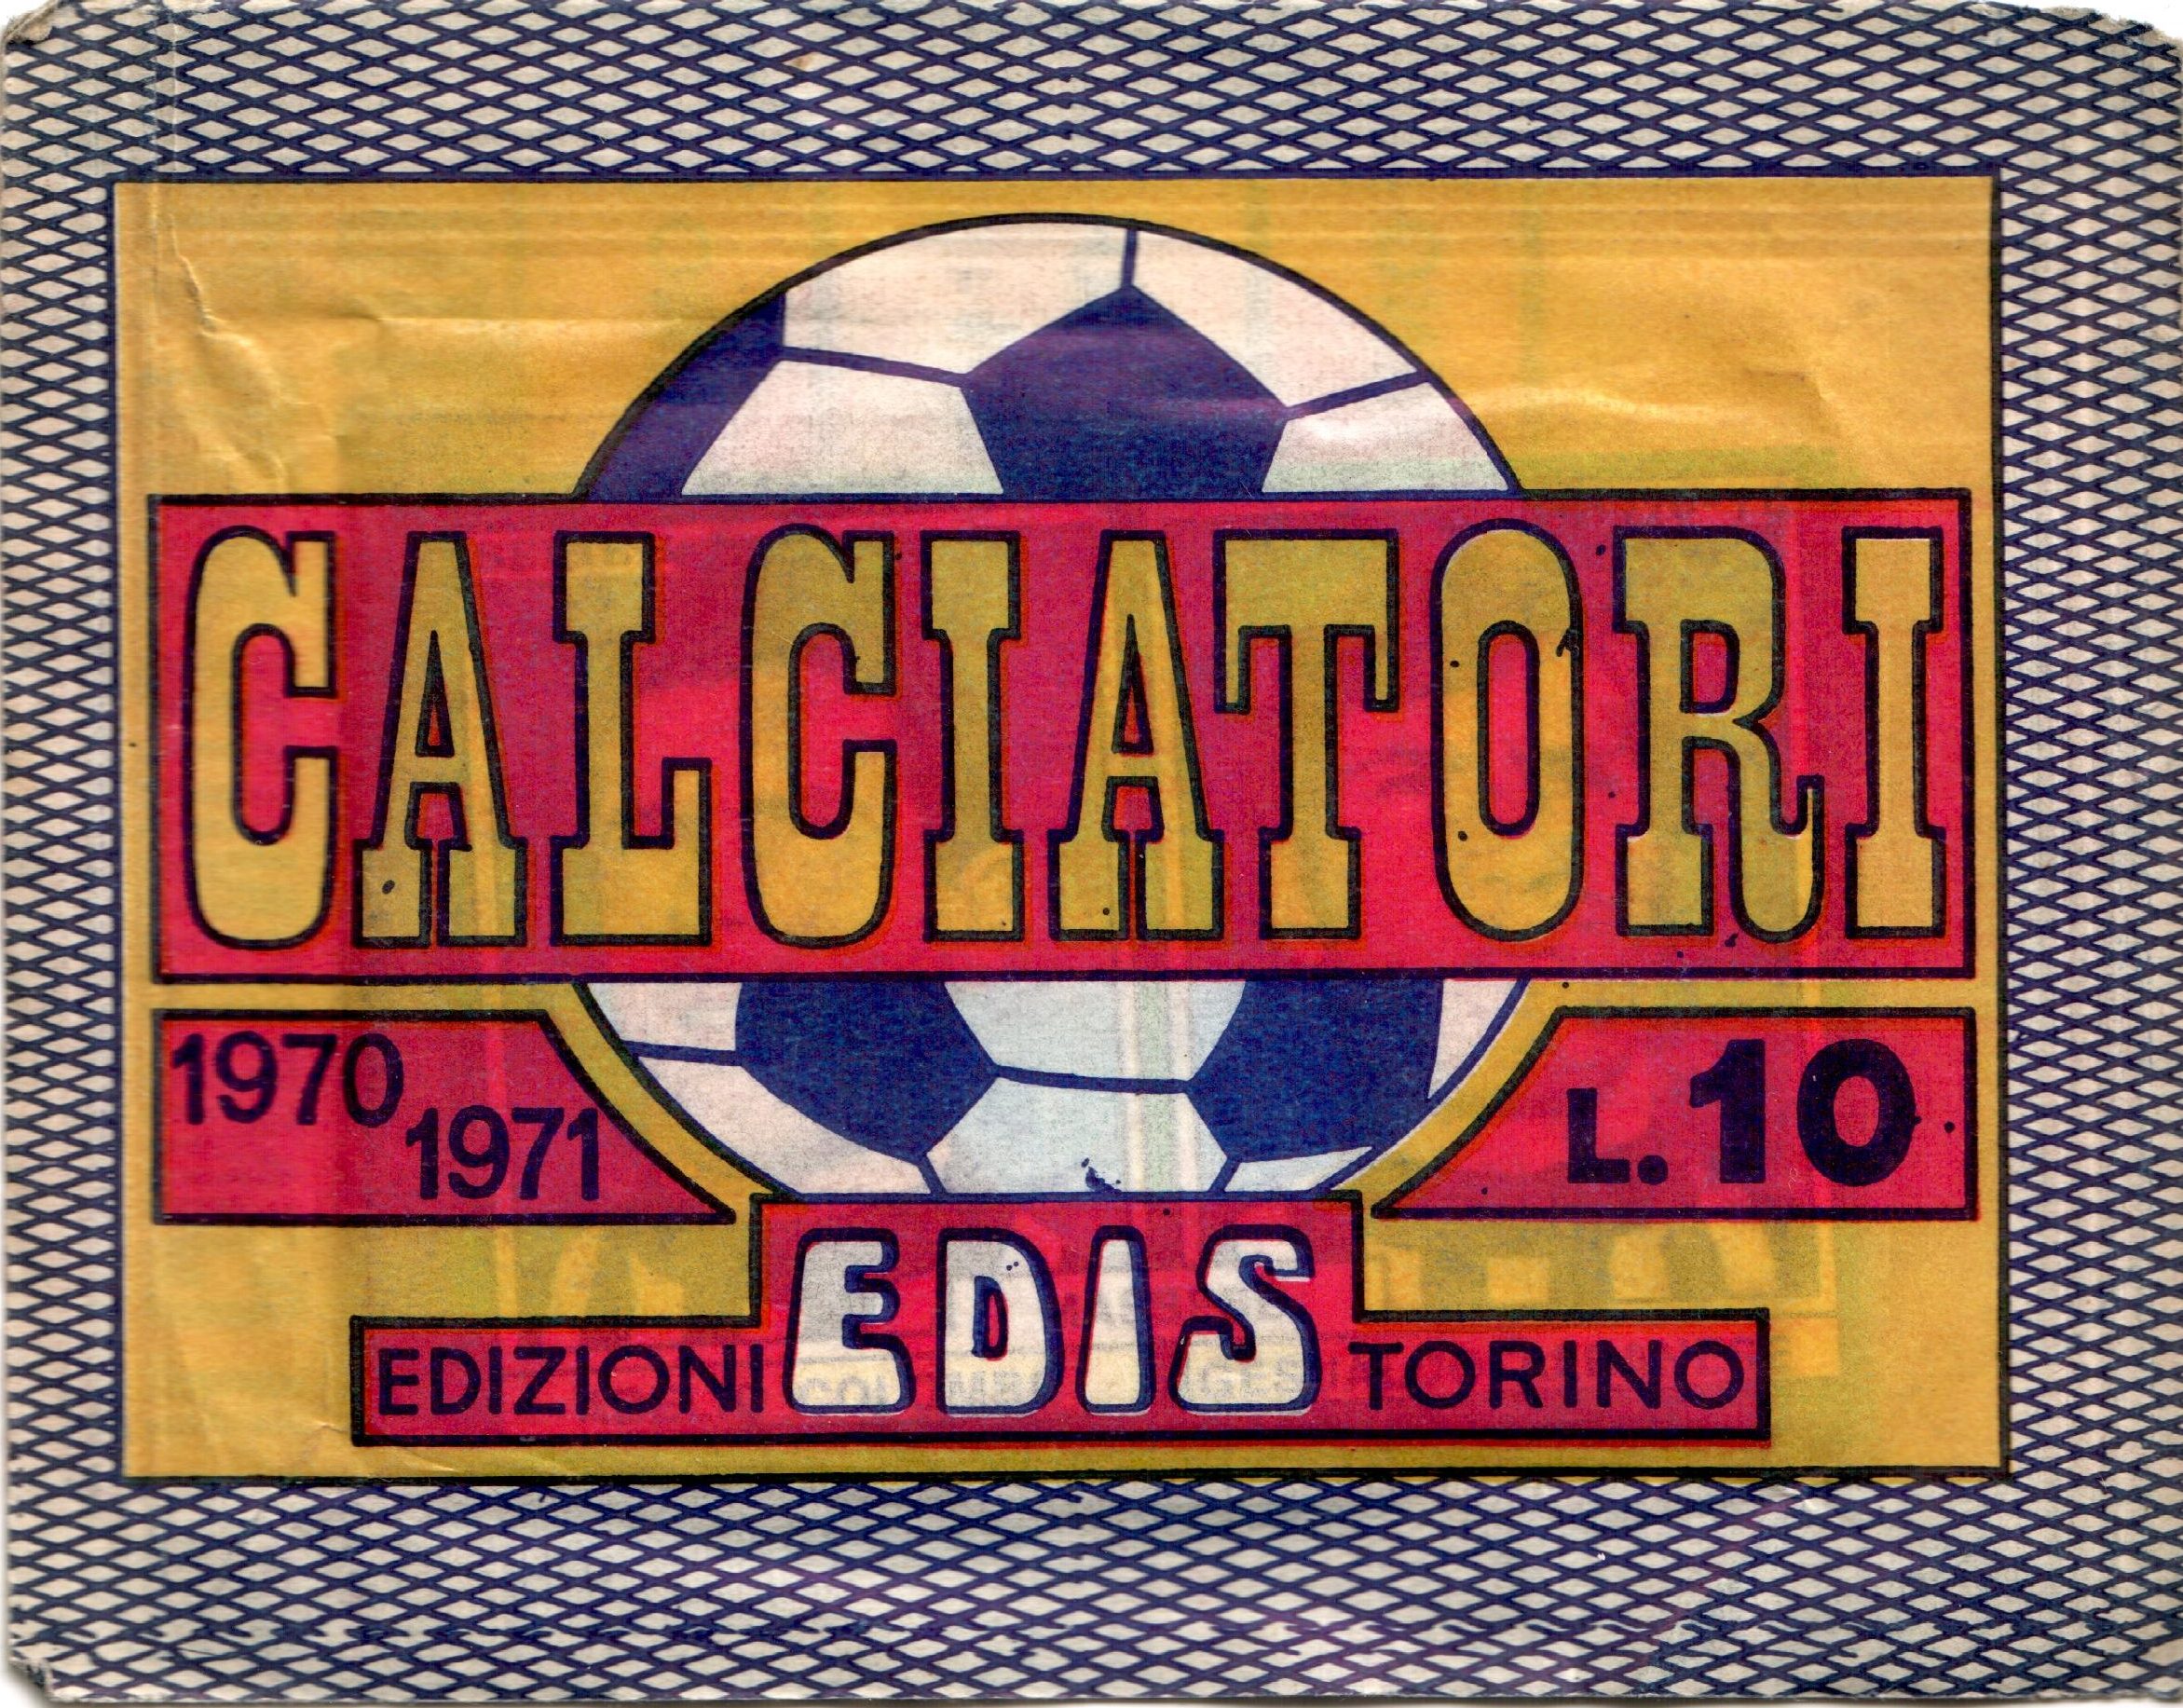 CALCIATORI
1970
1971
L. 10
EDIZIONI EDIS TORINO